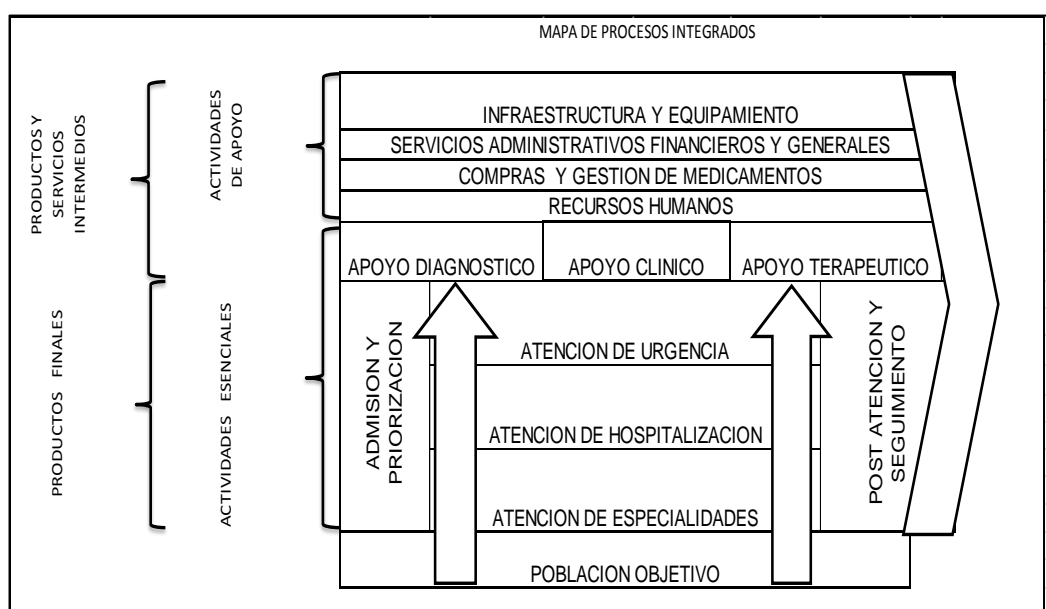 MAPA DE PROCESOS INTEGRADOS
PRODUCTOS Y
SERVICIOS
INTERMEDIOS
ACTIVIDADES
DE APOYO
INFRAESTRUCTURA Y EQUIPAMIENTO
SERVICIOS ADMINISTRATIVOS FINANCIEROS Y GENERALES
COMPRAS Y GESTION DE MEDICAMENTOS
RECURSOS HUMANOS
APOYO DIAGNOSTICO
APOYO CLINICO
APOYO TERAPEUTICO
PRODUCTOS FINALES
ACTIVIDADES ESENCIALES
ADMISION Y
PRIORIZACION
ATENCION DE URGENCIA
ATENCION DE HOSPITALIZACION
ATENCION DE ESPECIALIDADES
POST ATENCION Y
SEGUIMIENTO
POBLACION OBJETIVO